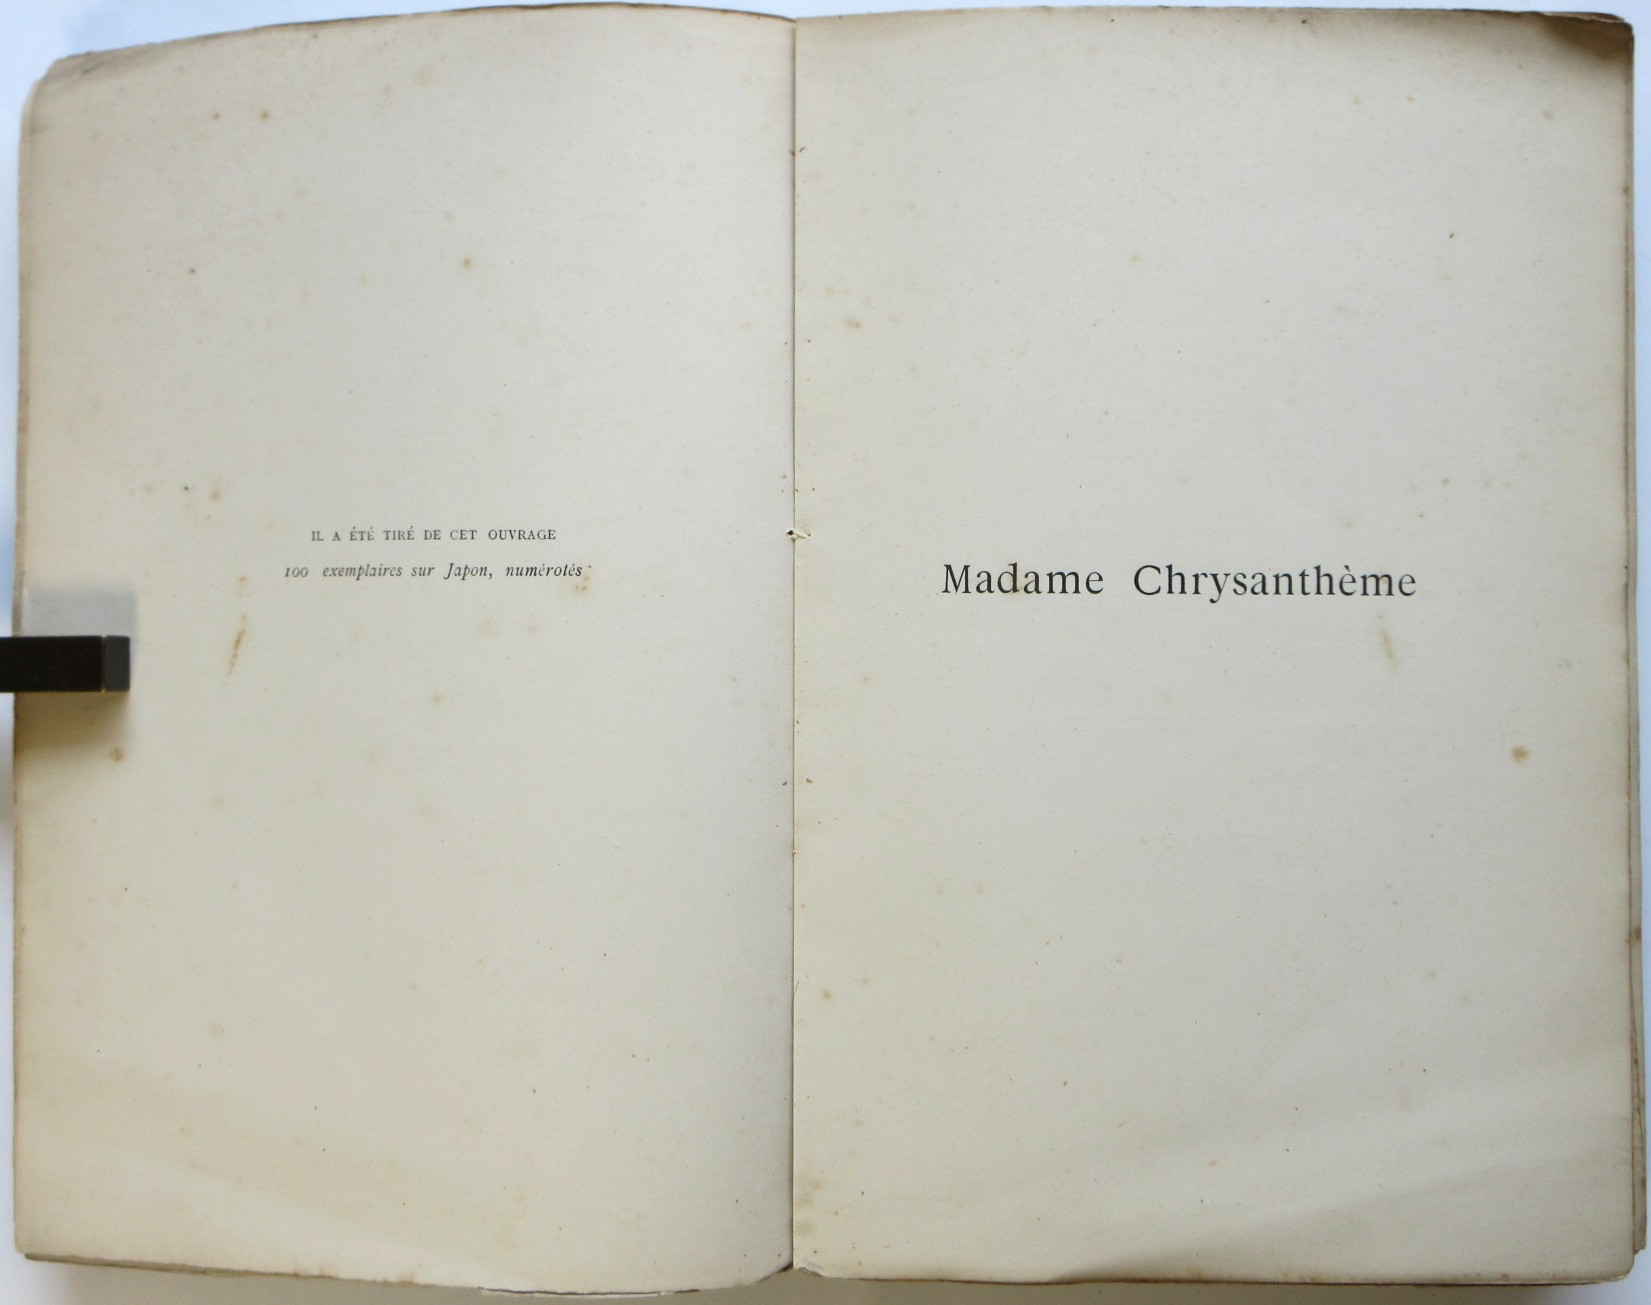 IL A ÉTÉ TIRÉ DE CET OUVRAGE
100 exemplaires sur Japon, numérotés
Madame Chrysanthème